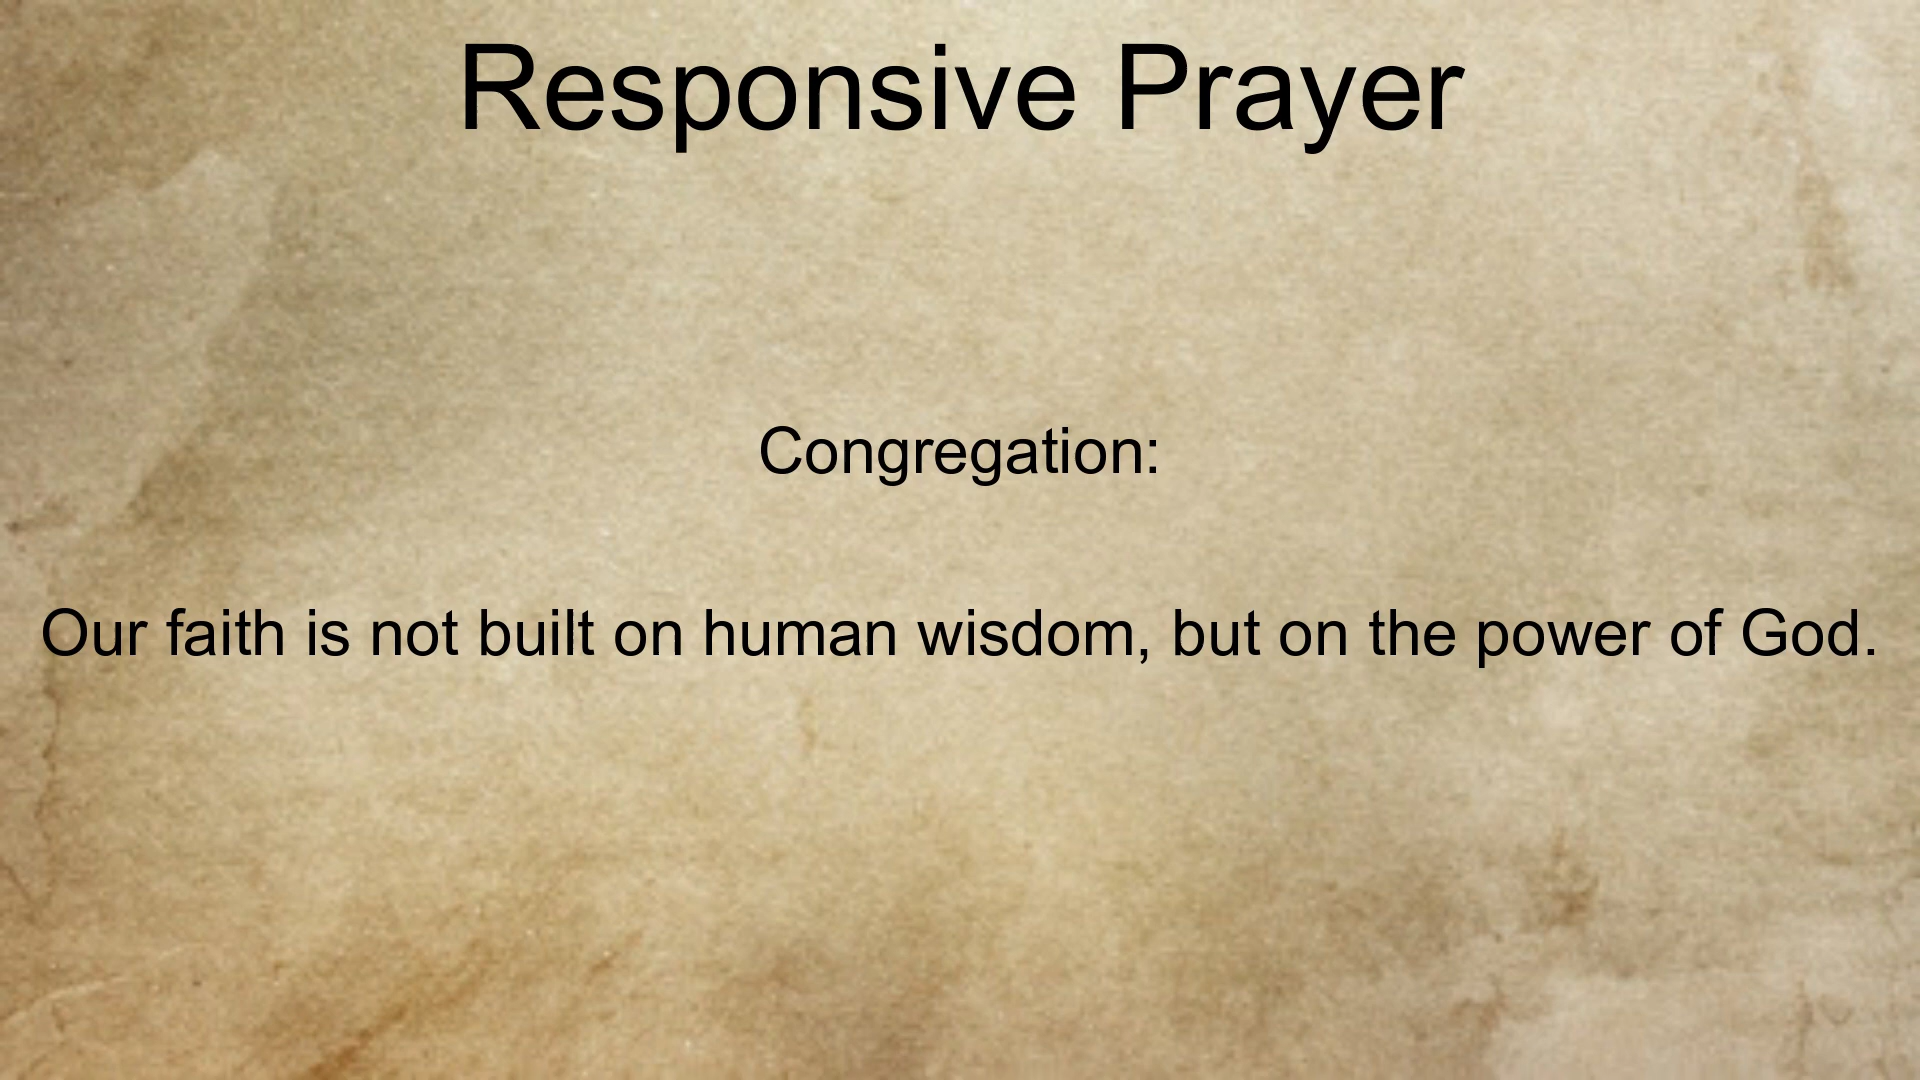 Responsive Prayer
Congregation:
Our faith is not built on human wisdom, but on the power of God.